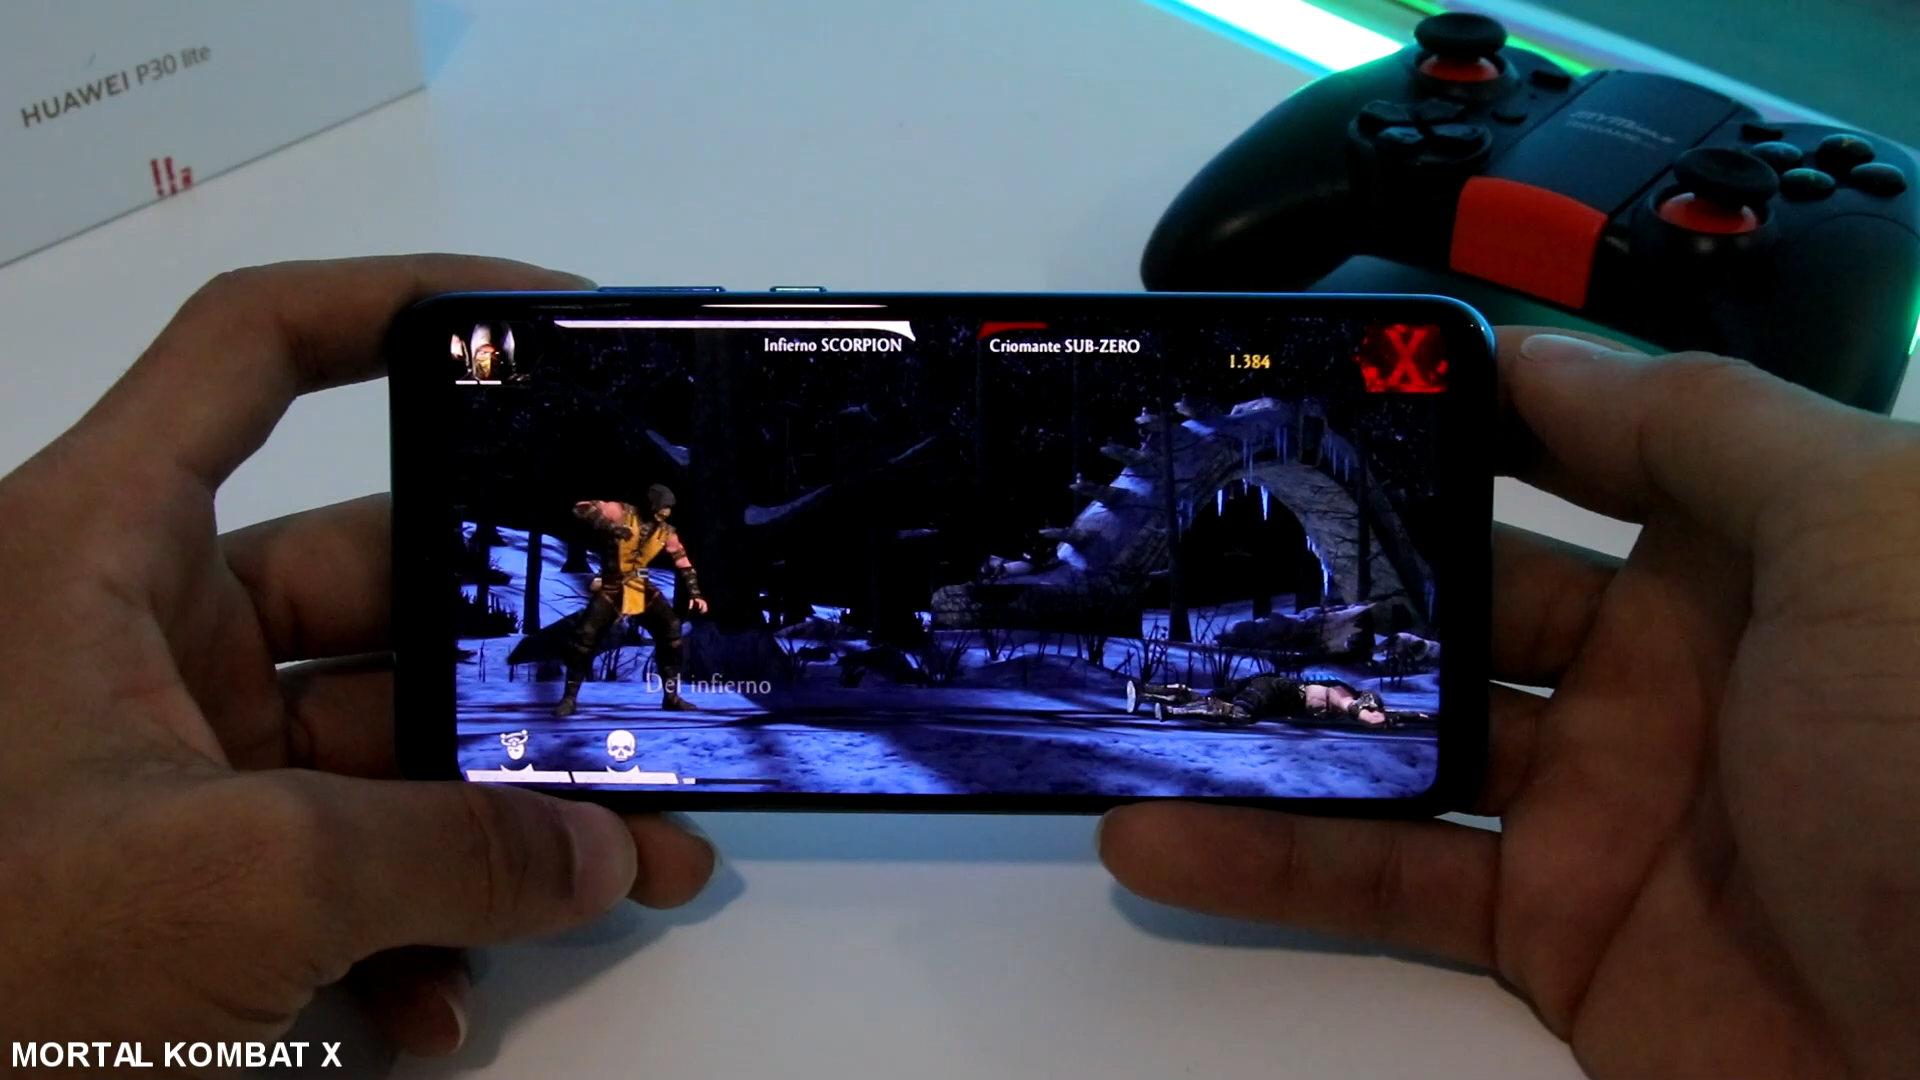 HUAWEI P30 lite
Infierno SCORPION
Criomante SUB-ZERO
1.384
X
Del infierno
MORTAL KOMBAT X